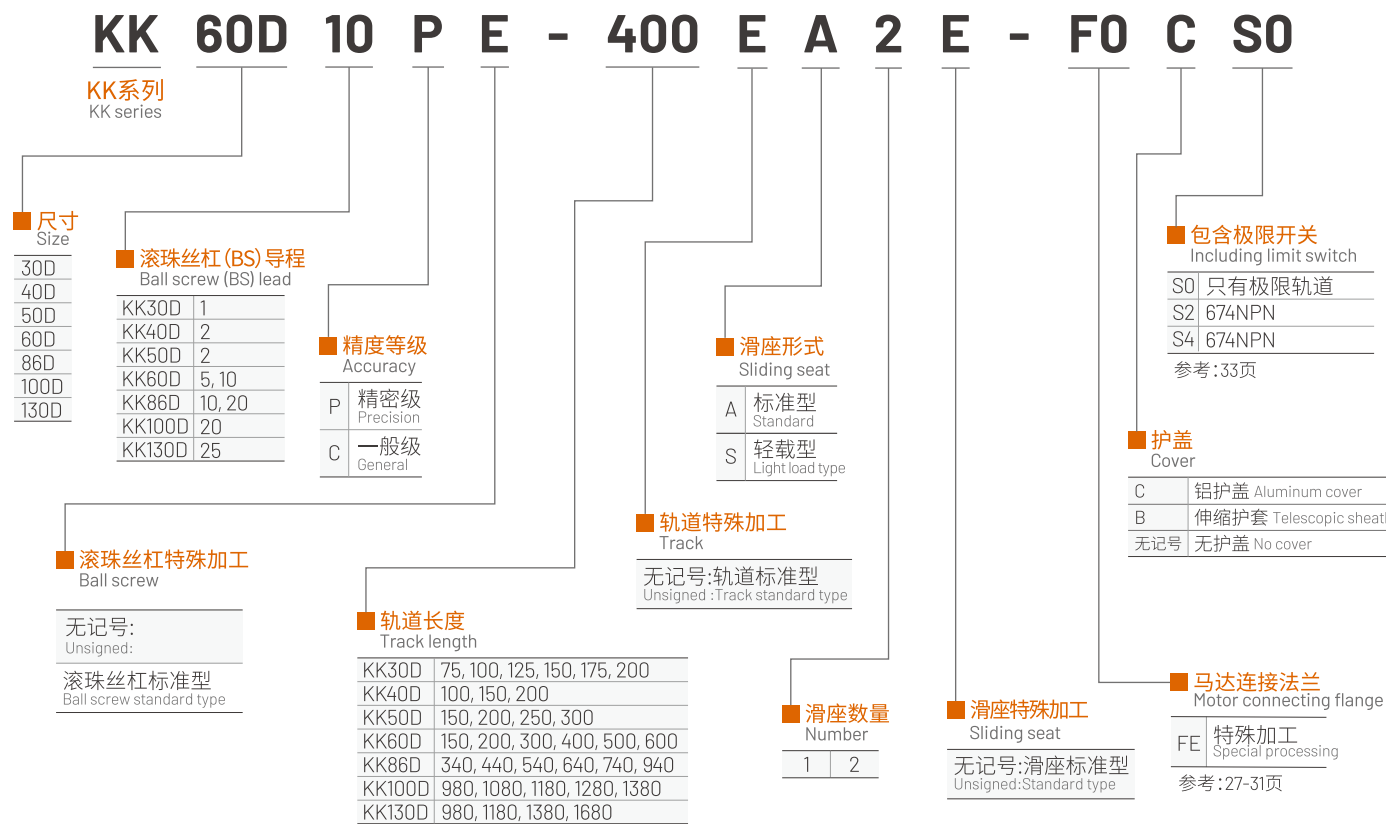 KK 60D 10 P E - 400 E A 2 E - F0 C S0
KK系列
KK series
尺寸
Size
30D
40D
50D
60D
86D
100D
130D
滚珠丝杠(BS)导程
Ball screw (BS) lead
KK30D 1
KK40D 2
KK50D 2
KK60D 5, 10
KK86D 10, 20
KK100D 20
KK130D 25
精度等级
Accuracy
P 精密级
Precision
C 一般级
General
滚珠丝杠特殊加工
Ball screw
无记号:
Unsigned:
滚珠丝杠标准型
Ball screw standard type
轨道长度
Track length
KK30D 75, 100, 125, 150, 175, 200
KK40D 100, 150, 200
KK50D 150, 200, 250, 300
KK60D 150, 200, 300, 400, 500, 600
KK86D 340, 440, 540, 640, 740, 940
KK100D 980, 1080, 1180, 1280, 1380
KK130D 980, 1180, 1380, 1680
轨道特殊加工
Track
无记号:轨道标准型
Unsigned :Track standard type
滑座形式
Sliding seat
A 标准型
Standard
S 轻载型
Light load type
滑座数量
Number
1 2
滑座特殊加工
Sliding seat
无记号:滑座标准型
Unsigned:Standard type
马达连接法兰
Motor connecting flange
FE 特殊加工
Special processing
参考:27-31页
护盖
Cover
C 铝护盖 Aluminum cover
B 伸缩护套 Telescopic sheath
无记号 无护盖 No cover
包含极限开关
Including limit switch
S0 只有极限轨道
S2 674NPN
S4 674NPN
参考:33页